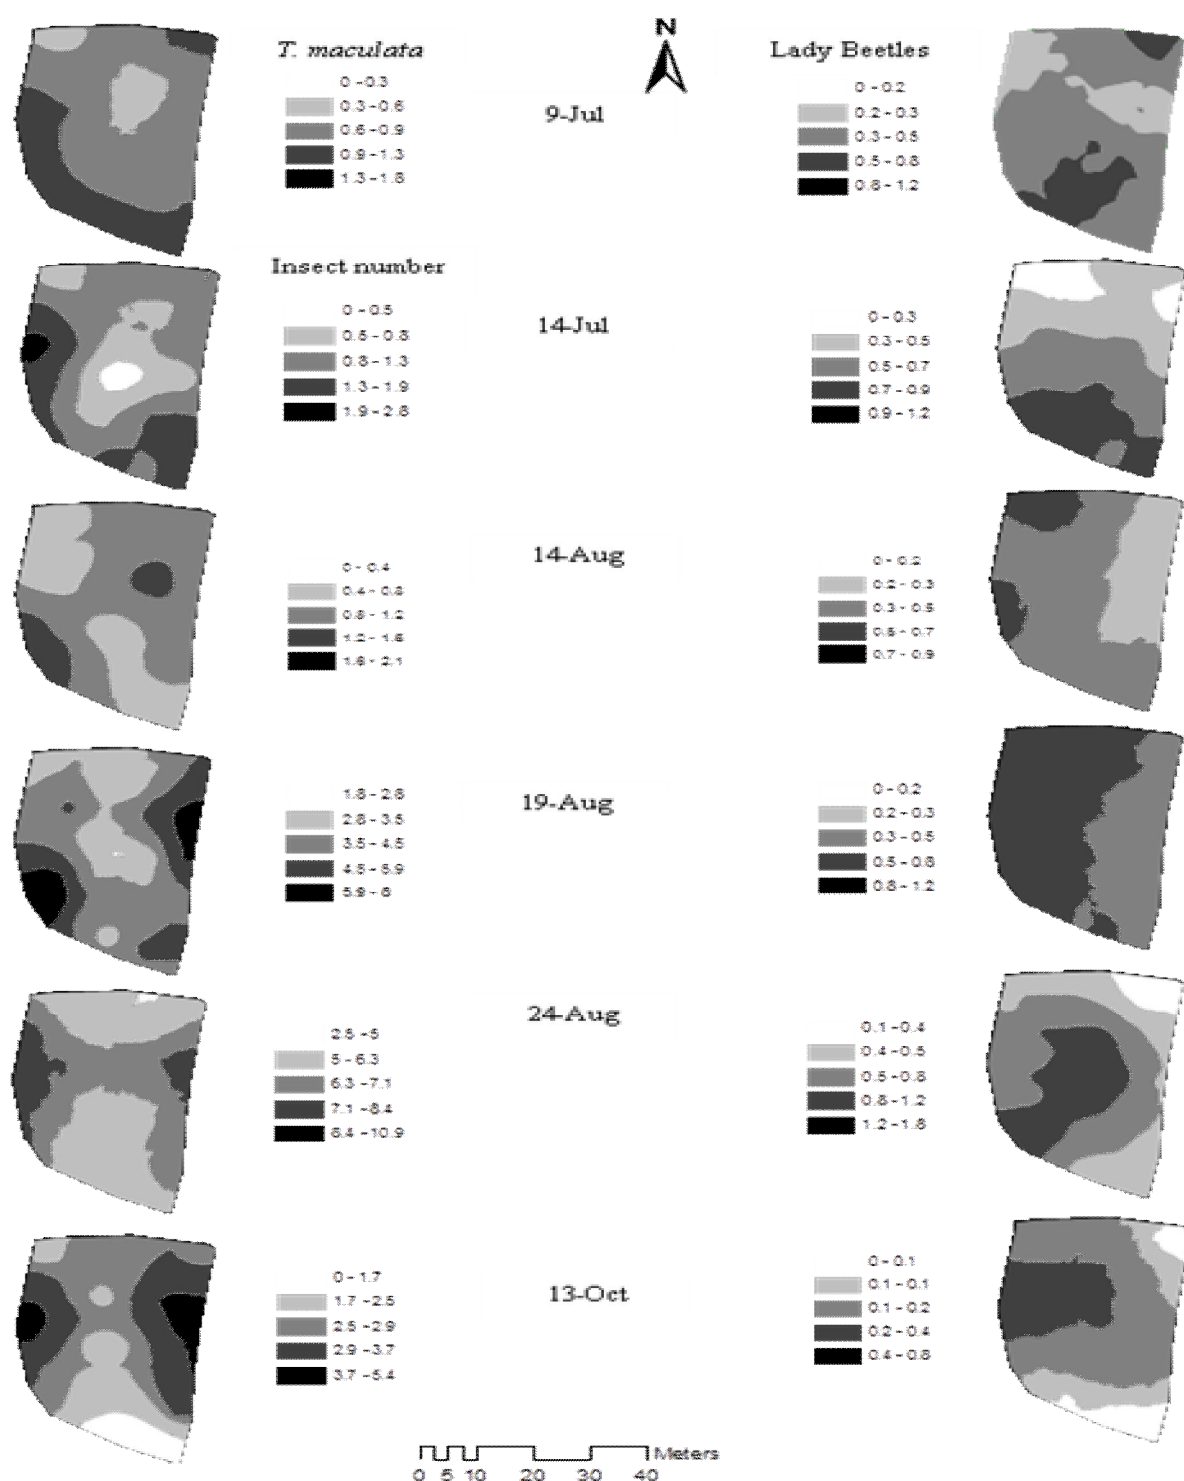 N
T. maculata
0 - 0.3
0.3 - 0.6
0.6 - 0.9
0.9 - 1.3
1.3 - 1.8
9-Jul
Lady Beetles
0 - 0.2
0.2 - 0.3
0.3 - 0.5
0.5 - 0.8
0.8 - 1.2
Insect number
0 - 0.5
0.5 - 0.8
0.8 - 1.3
1.3 - 1.9
1.9 - 2.8
14-Jul
0 - 0.3
0.3 - 0.5
0.5 - 0.7
0.7 - 0.9
0.9 - 1.2
0 - 0.4
0.4 - 0.8
0.8 - 1.2
1.2 - 1.6
1.6 - 2.1
14-Aug
0 - 0.2
0.2 - 0.3
0.3 - 0.5
0.5 - 0.7
0.7 - 0.9
1.8 - 2.8
2.8 - 3.5
3.5 - 4.5
4.5 - 5.9
5.9 - 8
19-Aug
0 - 0.2
0.2 - 0.3
0.3 - 0.5
0.5 - 0.8
0.8 - 1.2
2.5 - 5
5 - 6.3
6.3 - 7.1
7.1 - 8.4
8.4 - 10.9
24-Aug
0.1 - 0.4
0.4 - 0.5
0.5 - 0.8
0.8 - 1.2
1.2 - 1.8
0 - 1.7
1.7 - 2.5
2.5 - 2.9
2.9 - 3.7
3.7 - 5.4
13-Oct
0 - 0.1
0.1 - 0.1
0.1 - 0.2
0.2 - 0.4
0.4 - 0.8
Meters
0 5 10 20 30 40